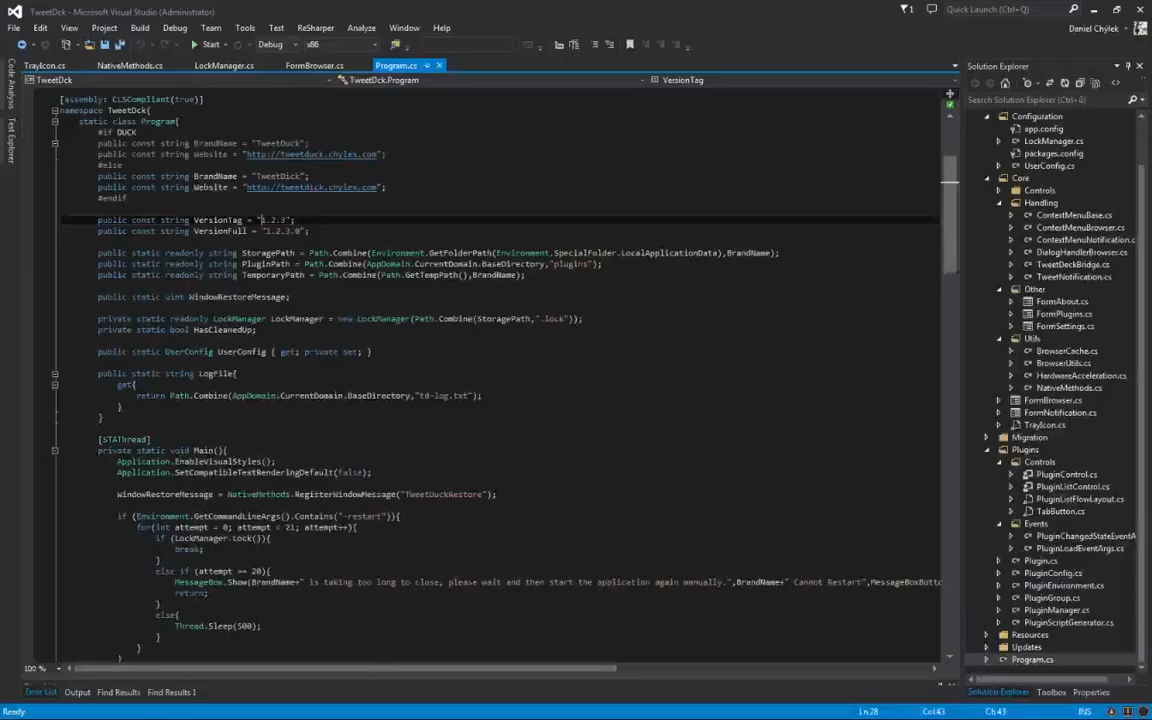 TweetDck - Microsoft Visual Studio (Administrator)
1
Quick Launch (Ctrl+Q)
File Edit View Project Build Debug Team Tools Test ReSharper Analyze Window Help
Daniel Chýlek
Start Debug x86
Code Analysis
Test Explorer
TrayIcon.cs NativeMethods.cs LockManager.cs FormBrowser.cs Program.cs
TweetDck TweetDck.Program VersionTag
[assembly: CLSCompliant(true)]
namespace TweetDck{
static class Program{
#if DUCK
public const string BrandName = "TweetDuck";
public const string Website = "http://tweetduck.chylex.com";
#else
public const string BrandName = "TweetDick";
public const string Website = "http://tweetdick.chylex.com";
#endif
public const string VersionTag = "1.2.3";
public const string VersionFull = "1.2.3.0";
public static readonly string StoragePath = Path.Combine(Environment.GetFolderPath(Environment.SpecialFolder.LocalApplicationData),BrandName);
public static readonly string PluginPath = Path.Combine(AppDomain.CurrentDomain.BaseDirectory,"plugins");
public static readonly string TemporaryPath = Path.Combine(Path.GetTempPath(),BrandName);
public static uint WindowRestoreMessage;
private static readonly LockManager LockManager = new LockManager(Path.Combine(StoragePath,".lock"));
private static bool HasCleanedUp;
public static UserConfig UserConfig { get; private set; }
public static string LogFile{
get{
return Path.Combine(AppDomain.CurrentDomain.BaseDirectory,"td-log.txt");
}
}
[STAThread]
private static void Main(){
Application.EnableVisualStyles();
Application.SetCompatibleTextRenderingDefault(false);
WindowRestoreMessage = NativeMethods.RegisterWindowMessage("TweetDuckRestore");
if (Environment.GetCommandLineArgs().Contains("-restart")){
for(int attempt = 0; attempt < 21; attempt++){
if (LockManager.Lock()){
break;
}
else if (attempt == 20){
MessageBox.Show(BrandName+" is taking too long to close, please wait and then start the application again manually.",BrandName+" Cannot Restart",MessageBoxButto
return;
}
else{
Thread.Sleep(500);
}
}
}
100 %
Error List Output Find Results Find Results 1
Solution Explorer
Search Solution Explorer
Configuration
app.config
LockManager.cs
packages.config
UserConfig.cs
Core
Controls
Handling
ContextMenuBase.cs
ContextMenuBrowser.cs
ContextMenuNotification.c
DialogHandlerBrowser.cs
TweetDeckBridge.cs
TweetNotification.cs
Other
FormAbout.cs
FormPlugins.cs
FormSettings.cs
Utils
BrowserCache.cs
BrowserUtils.cs
HardwareAcceleration.cs
NativeMethods.cs
FormBrowser.cs
FormNotification.cs
TrayIcon.cs
Migration
Plugins
Controls
PluginControl.cs
PluginListControl.cs
PluginListFlowLayout.cs
TabButton.cs
Events
PluginChangedStateEventA
PluginLoadEventArgs.cs
Plugin.cs
PluginConfig.cs
PluginEnvironment.cs
PluginGroup.cs
PluginManager.cs
PluginScriptGenerator.cs
Resources
Updates
Program.cs
Solution Explorer Toolbox Properties
Ready Ln 28 Col 43 Ch 43 INS